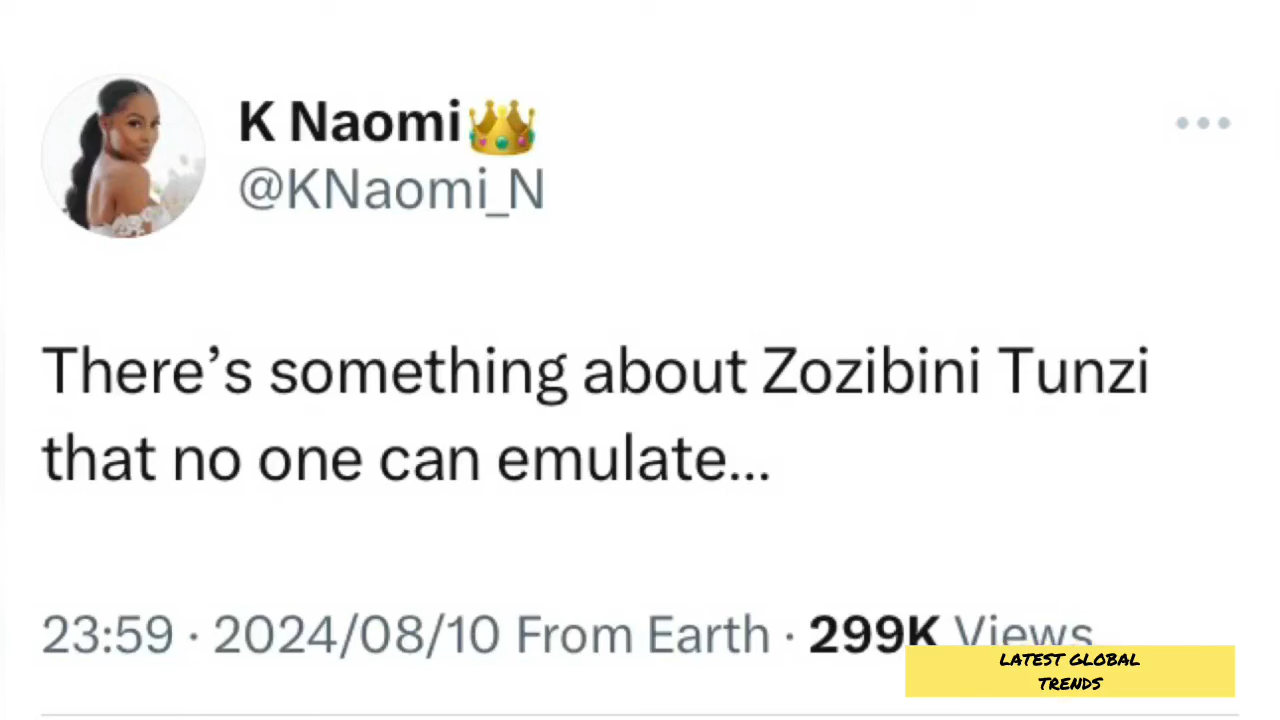 K Naomi👑
@KNaomi_N
There’s something about Zozibini Tunzi
that no one can emulate...
23:59 · 2024/08/10 From Earth · 299K Views
LATEST GLOBAL
TRENDS